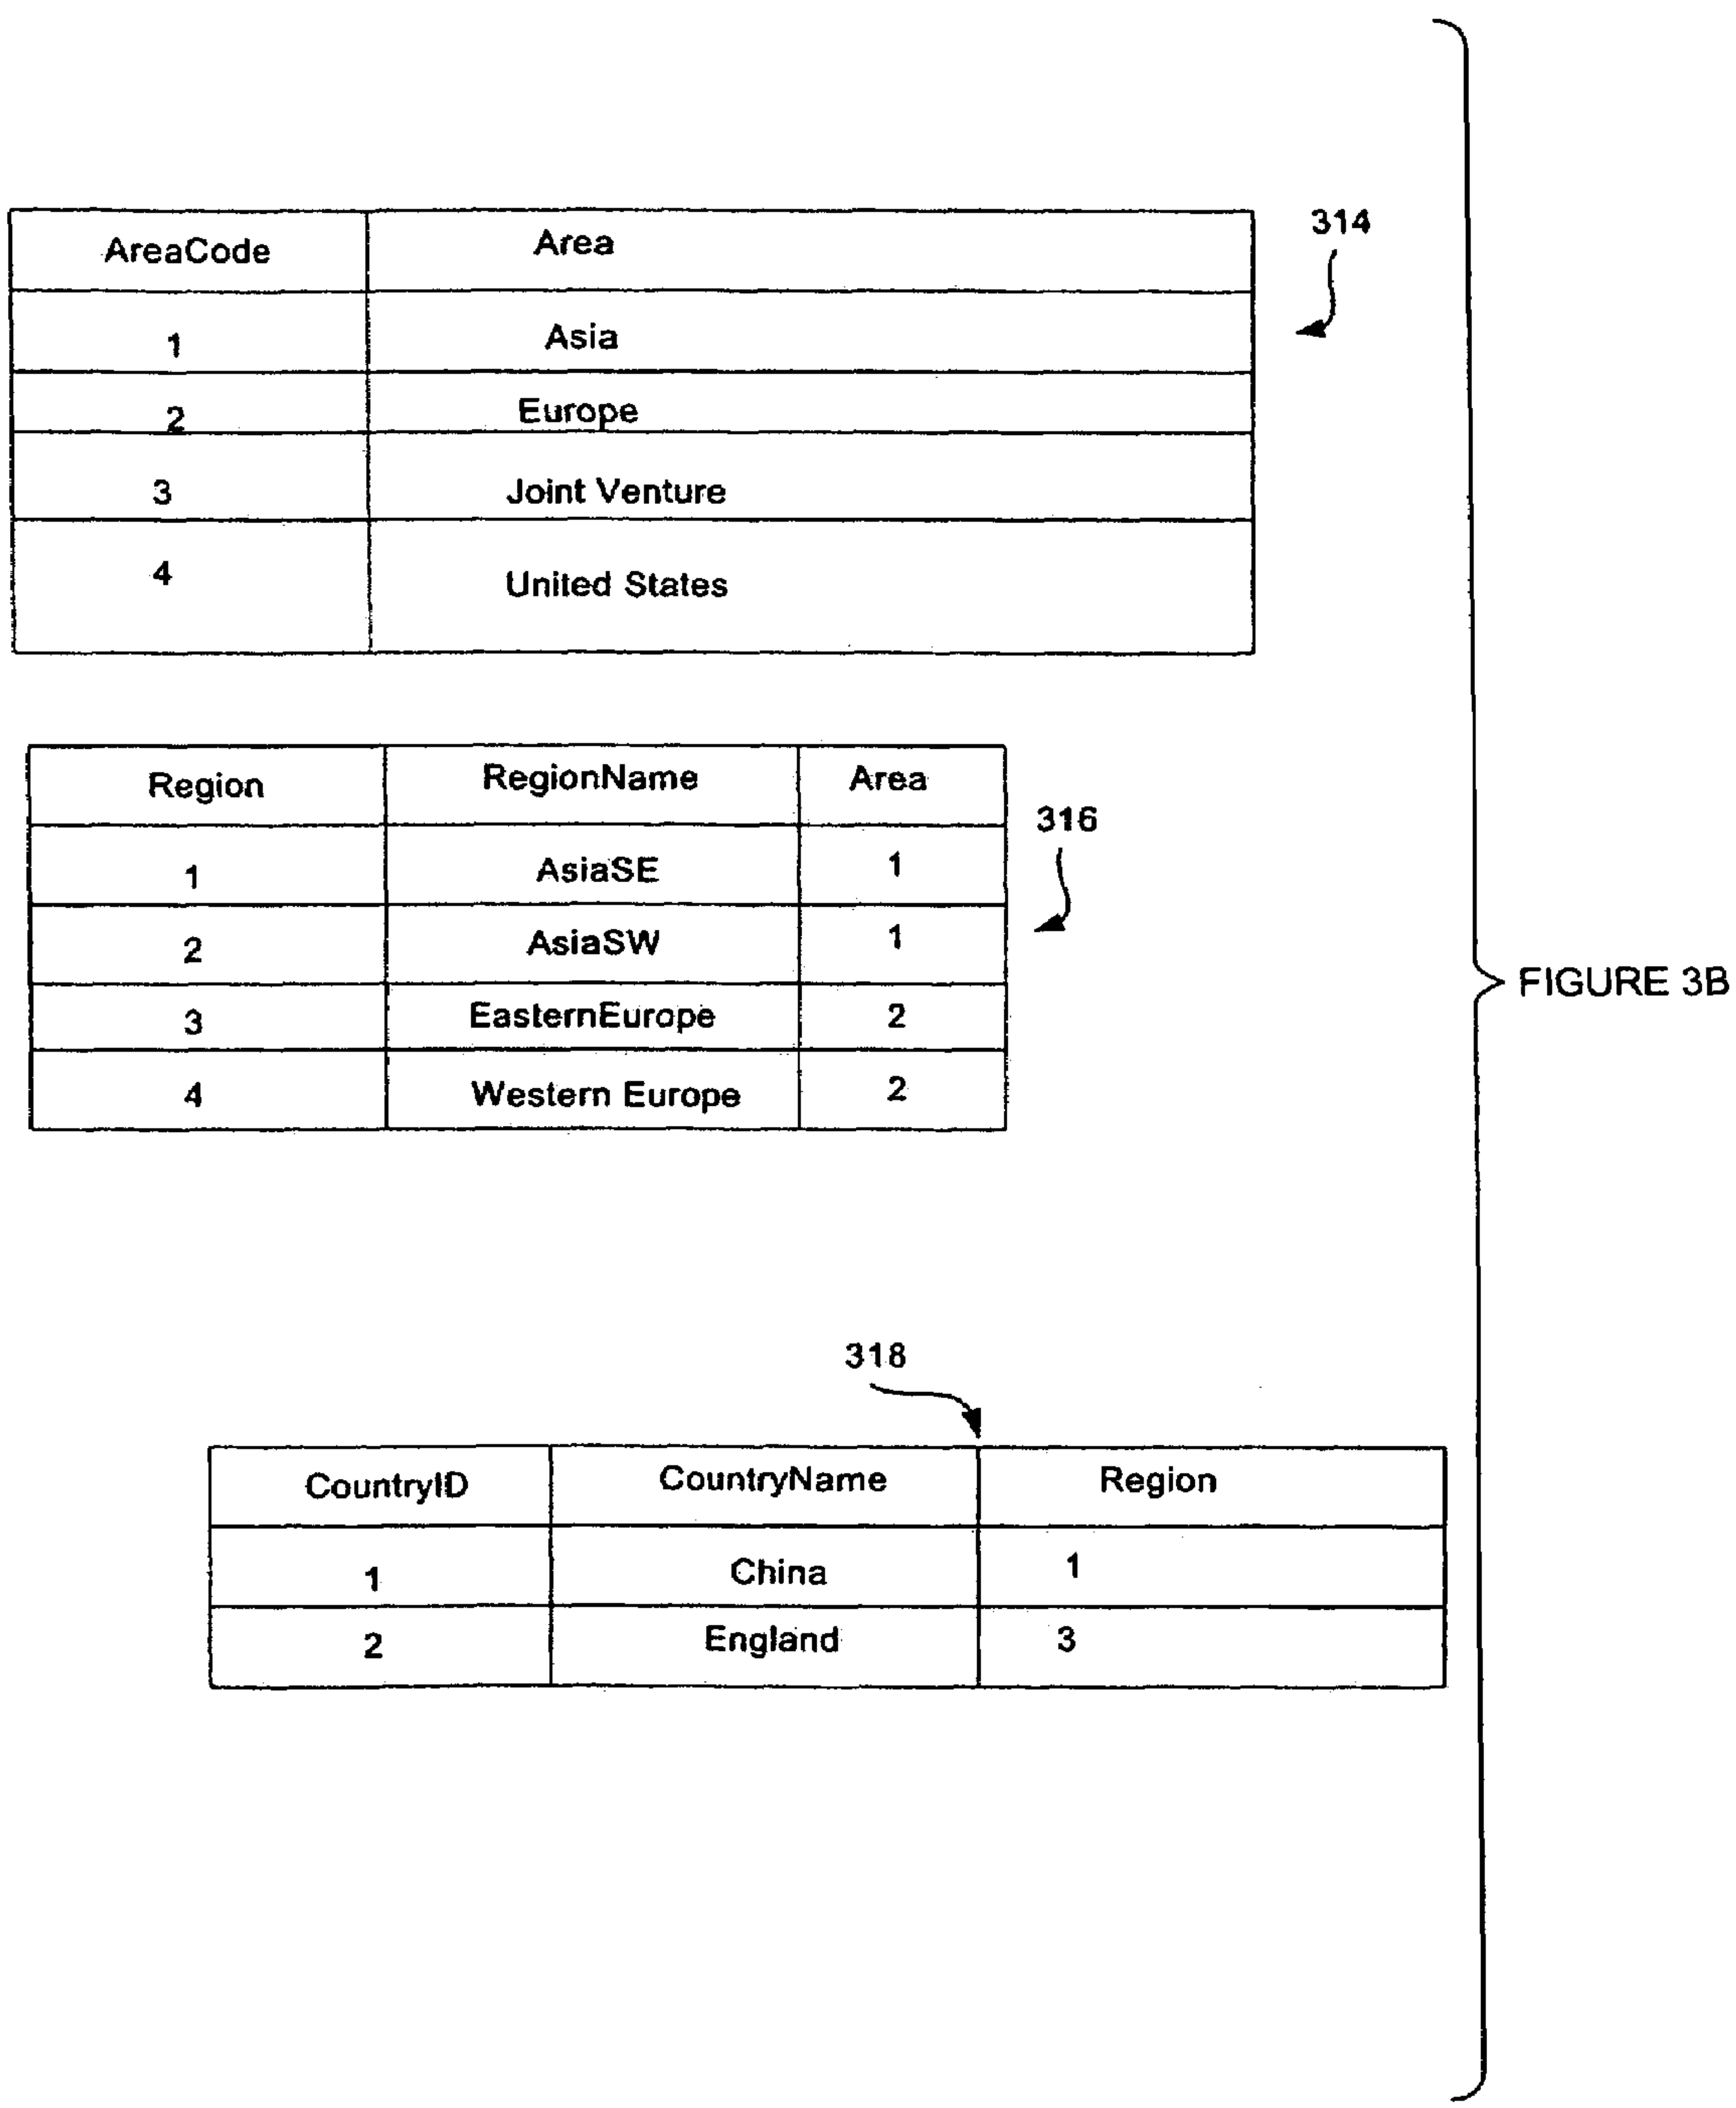 AreaCode Area
314
1 Asia
2 Europe
3 Joint Venture
4 United States
Region RegionName Area
316
1 AsiaSE 1
2 AsiaSW 1
3 EasternEurope 2
4 Western Europe 2
FIGURE 3B
318
CountryID CountryName Region
1 China 1
2 England 3